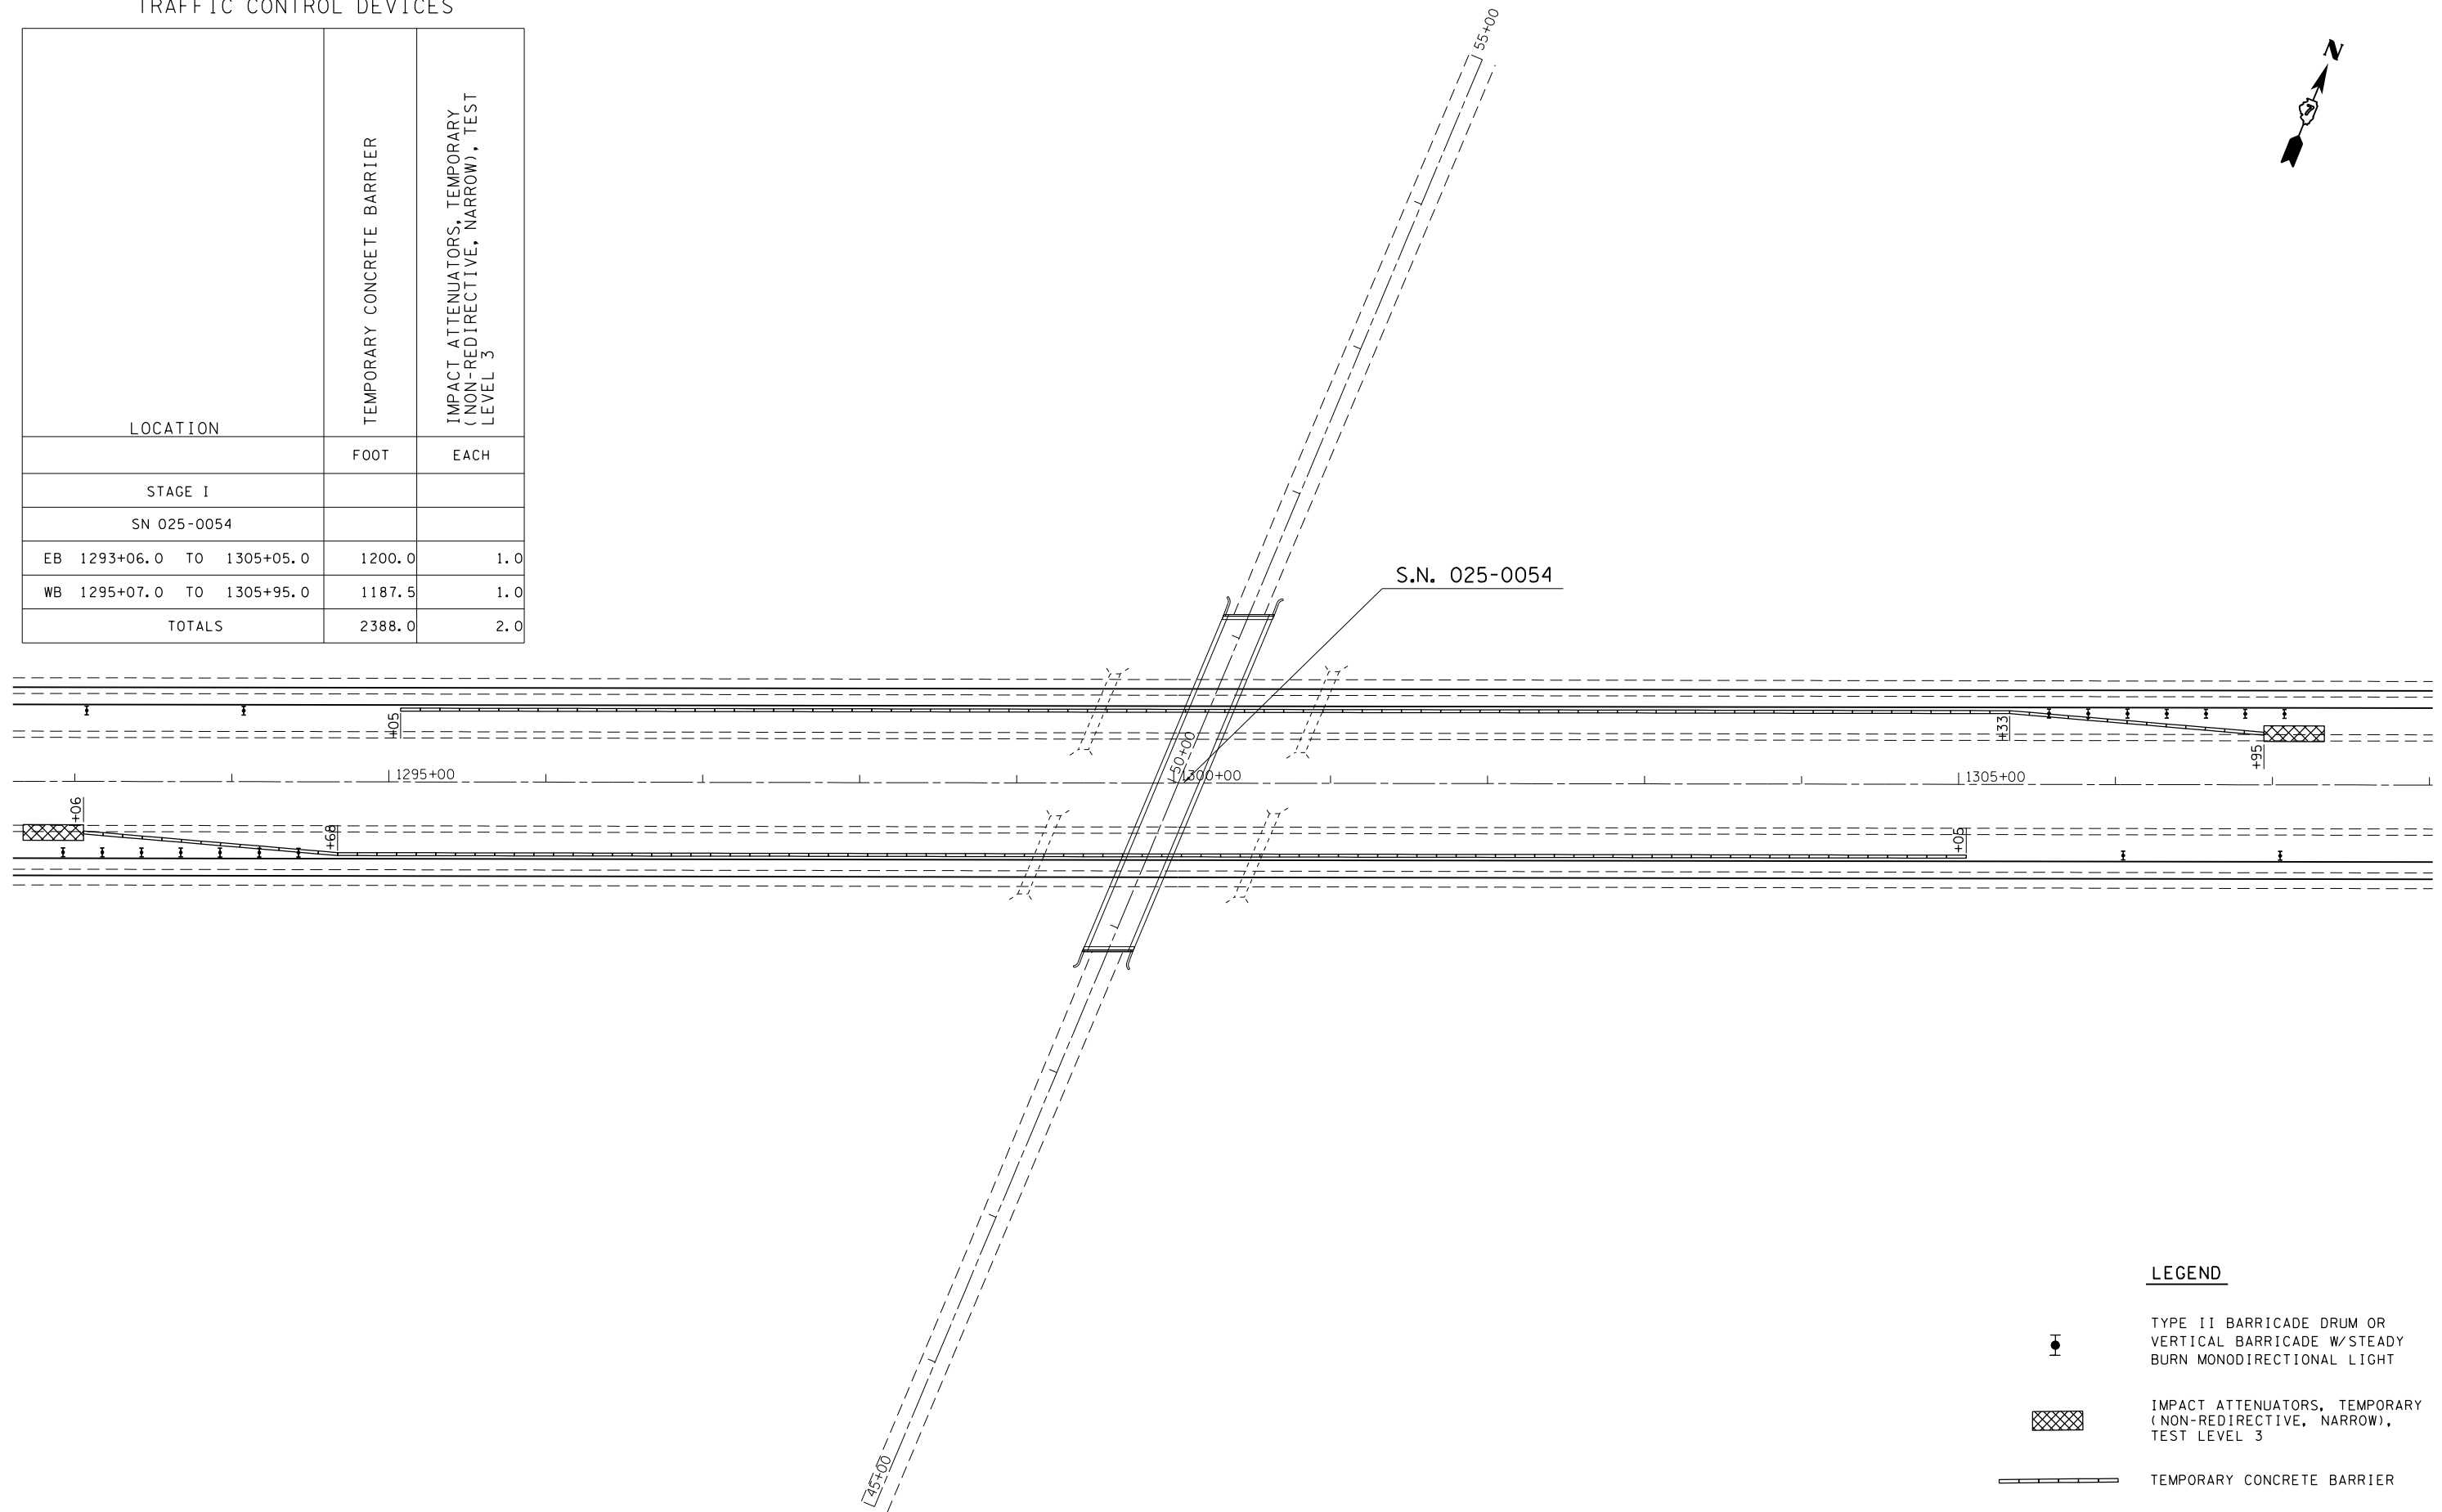 TRAFFIC CONTROL DEVICES
LOCATION
TEMPORARY CONCRETE BARRIER
IMPACT ATTENUATORS, TEMPORARY
(NON-REDIRECTIVE, NARROW), TEST
LEVEL 3
FOOT EACH
STAGE I
SN 025-0054
EB 1293+06.0 TO 1305+05.0 1200.0 1.0
WB 1295+07.0 TO 1305+95.0 1187.5 1.0
TOTALS 2388.0 2.0
55+00
N
S.N. 025-0054
+05
+33
+95
50+00
1295+00
1300+00
1305+00
+06
+68
+05
45+00
LEGEND
TYPE II BARRICADE DRUM OR
VERTICAL BARRICADE W/STEADY
BURN MONODIRECTIONAL LIGHT
IMPACT ATTENUATORS, TEMPORARY
(NON-REDIRECTIVE, NARROW),
TEST LEVEL 3
TEMPORARY CONCRETE BARRIER